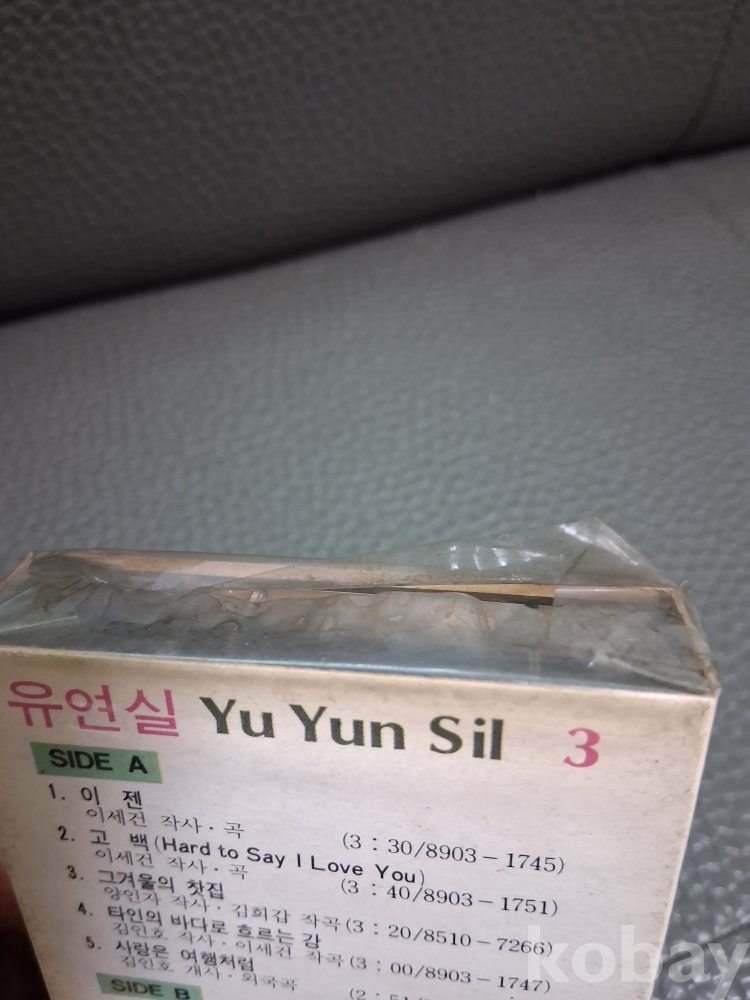 유연실 Yu Yun Sil 3
SIDE A
1. 이 젠
이세건 작사·곡 (3 : 30/8903-1745)
2. 고 백(Hard to Say I Love You)
이세건 작사·곡 (3 : 40/8903-1751)
3. 그겨울의 찻집
양인자 작사·김희갑 작곡(3 : 20/8510-7266)
4. 타인의 바다로 흐르는 강
김인호 작사·이세건 작곡(3 : 00/8903-1747)
5. 사랑은 여행처럼
김인호 개사·외국곡 (2 : 51/
SIDE B
kobay